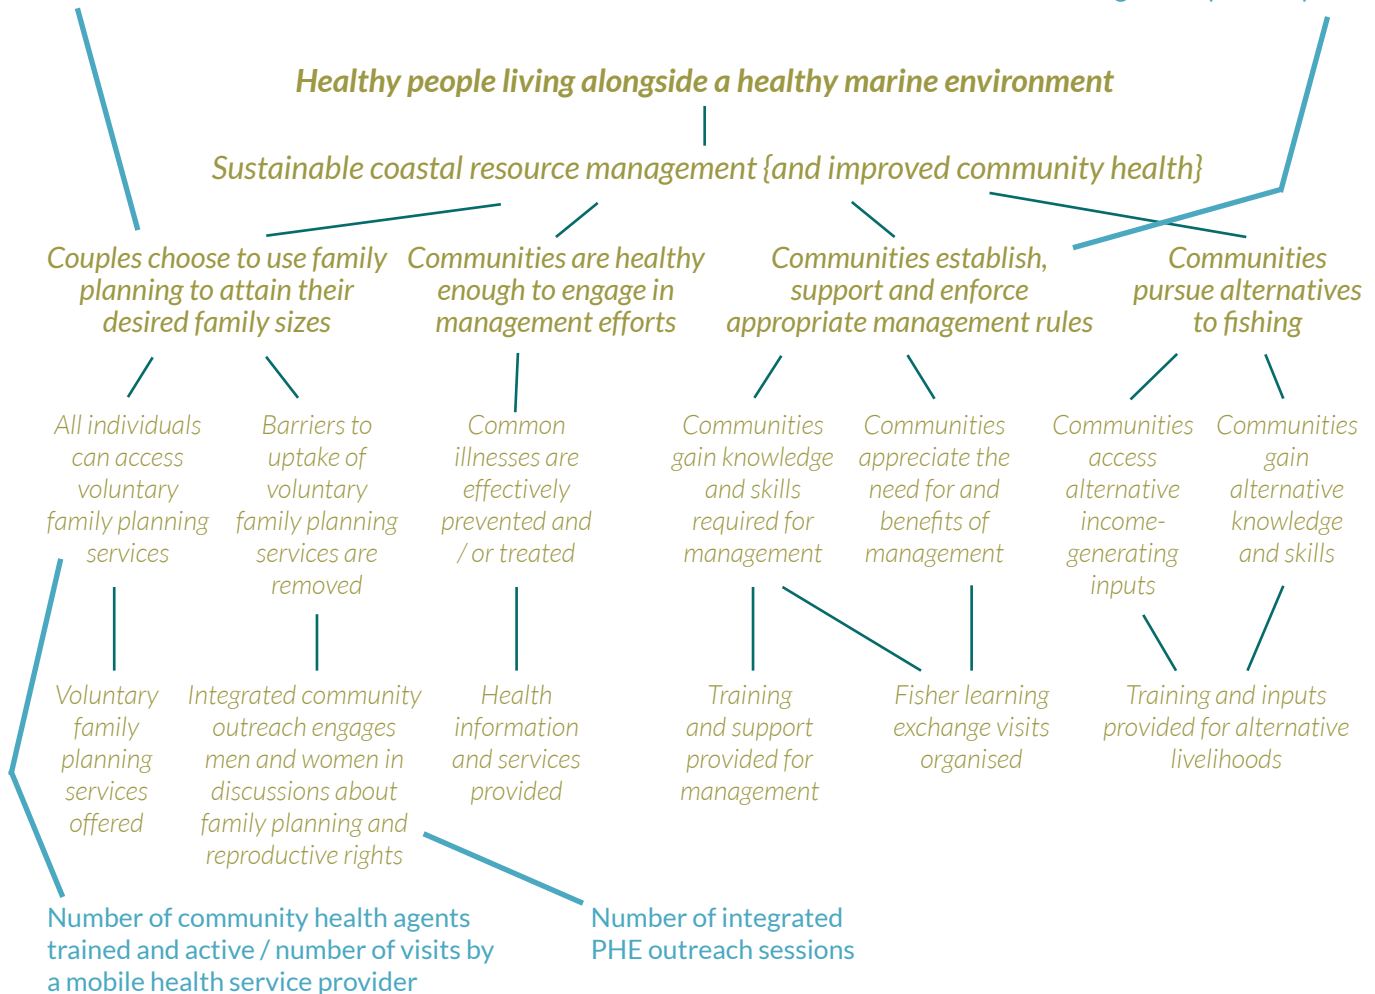 Healthy people living alongside a healthy marine environment
Sustainable coastal resource management {and improved community health}
Couples choose to use family
planning to attain their
desired family sizes
Communities are healthy
enough to engage in
management efforts
Communities establish,
support and enforce
appropriate management rules
Communities
pursue alternatives
to fishing
All individuals
can access
voluntary
family planning
services
Barriers to
uptake of
voluntary
family planning
services are
removed
Common
illnesses are
effectively
prevented and
/ or treated
Communities
gain knowledge
and skills
required for
management
Communities
appreciate the
need for and
benefits of
management
Communities
access
alternative
income-
generating
inputs
Communities
gain
alternative
knowledge
and skills
Voluntary
family
planning
services
offered
Integrated community
outreach engages
men and women in
discussions about
family planning and
reproductive rights
Health
information
and services
provided
Training
and support
provided for
management
Fisher learning
exchange visits
organised
Training and inputs
provided for alternative
livelihoods
Number of community health agents
trained and active / number of visits by
a mobile health service provider
Number of integrated
PHE outreach sessions